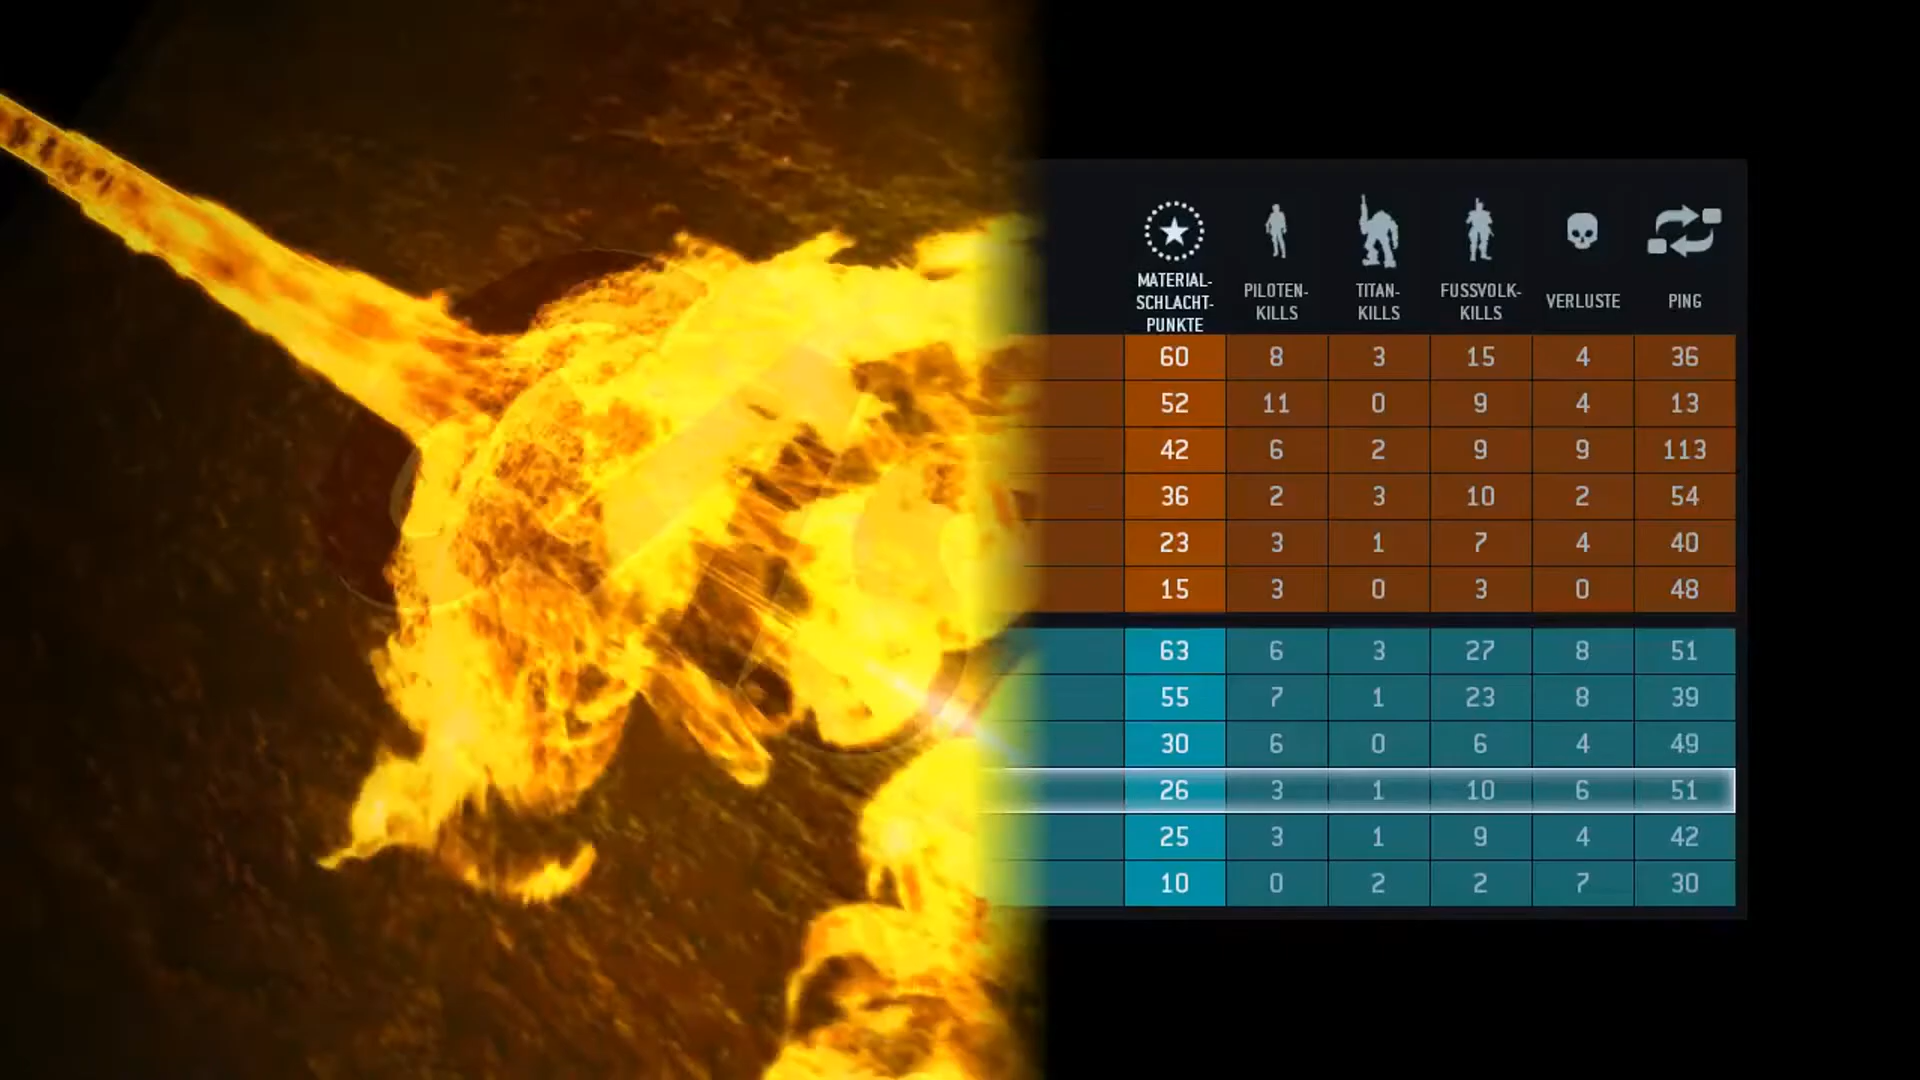 MATERIAL-
SCHLACHT-
PUNKTE
PILOTEN-
KILLS
TITAN-
KILLS
FUSSVOLK-
KILLS
VERLUSTE
PING
60 8 3 15 4 36
52 11 0 9 4 13
42 6 2 9 9 113
36 2 3 10 2 54
23 3 1 7 4 40
15 3 0 3 0 48
63 6 3 27 8 51
55 7 1 23 8 39
30 6 0 6 4 49
26 3 1 10 6 51
25 3 1 9 4 42
10 0 2 2 7 30